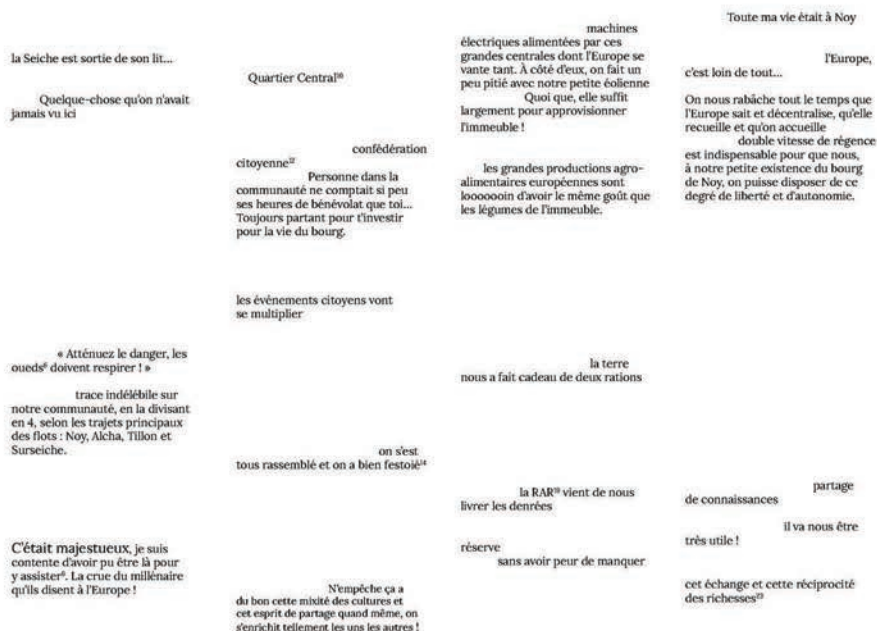 la Seiche est sortie de son lit...
Quelque-chose qu'on n'avait
jamais vu ici
« Atténuez le danger, les
oueds⁶ doivent respirer ! »
trace indélébile sur
notre communauté, en la divisant
en 4, selon les trajets principaux
des flots : Noy, Alcha, Tillon et
Surseiche.
C'était majestueux, je suis
contente d'avoir pu être là pour
y assister⁹. La crue du millénaire
qu'ils disent à l'Europe !
Quartier Central¹⁰
confédération
citoyenne¹²
Personne dans la
communauté ne comptait si peu
ses heures de bénévolat que toi...
Toujours partant pour t'investir
pour la vie du bourg.
les événements citoyens vont
se multiplier
on s'est
tous rassemblé et on a bien festoié¹⁴
N'empêche ça a
du bon cette mixité des cultures et
cet esprit de partage quand même, on
s'enrichit tellement les uns les autres !
machines
électriques alimentées par ces
grandes centrales dont l'Europe se
vante tant. À côté d'eux, on fait un
peu pitié avec notre petite éolienne
Quoi que, elle suffit
largement pour approvisionner
l'immeuble !
les grandes productions agro-
alimentaires européennes sont
looooooin d'avoir le même goût que
les légumes de l'immeuble.
la terre
nous a fait cadeau de deux rations
la RAR¹⁸ vient de nous
livrer les denrées
réserve
sans avoir peur de manquer
Toute ma vie était à Noy
l'Europe,
c'est loin de tout...
On nous rabâche tout le temps que
l'Europe sait et décentralise, qu'elle
recueille et qu'on accueille
double vitesse de régence
est indispensable pour que nous,
à notre petite existence du bourg
de Noy, on puisse disposer de ce
degré de liberté et d'autonomie.
partage
de connaissances
il va nous être
très utile !
cet échange et cette réciprocité
des richesses²³